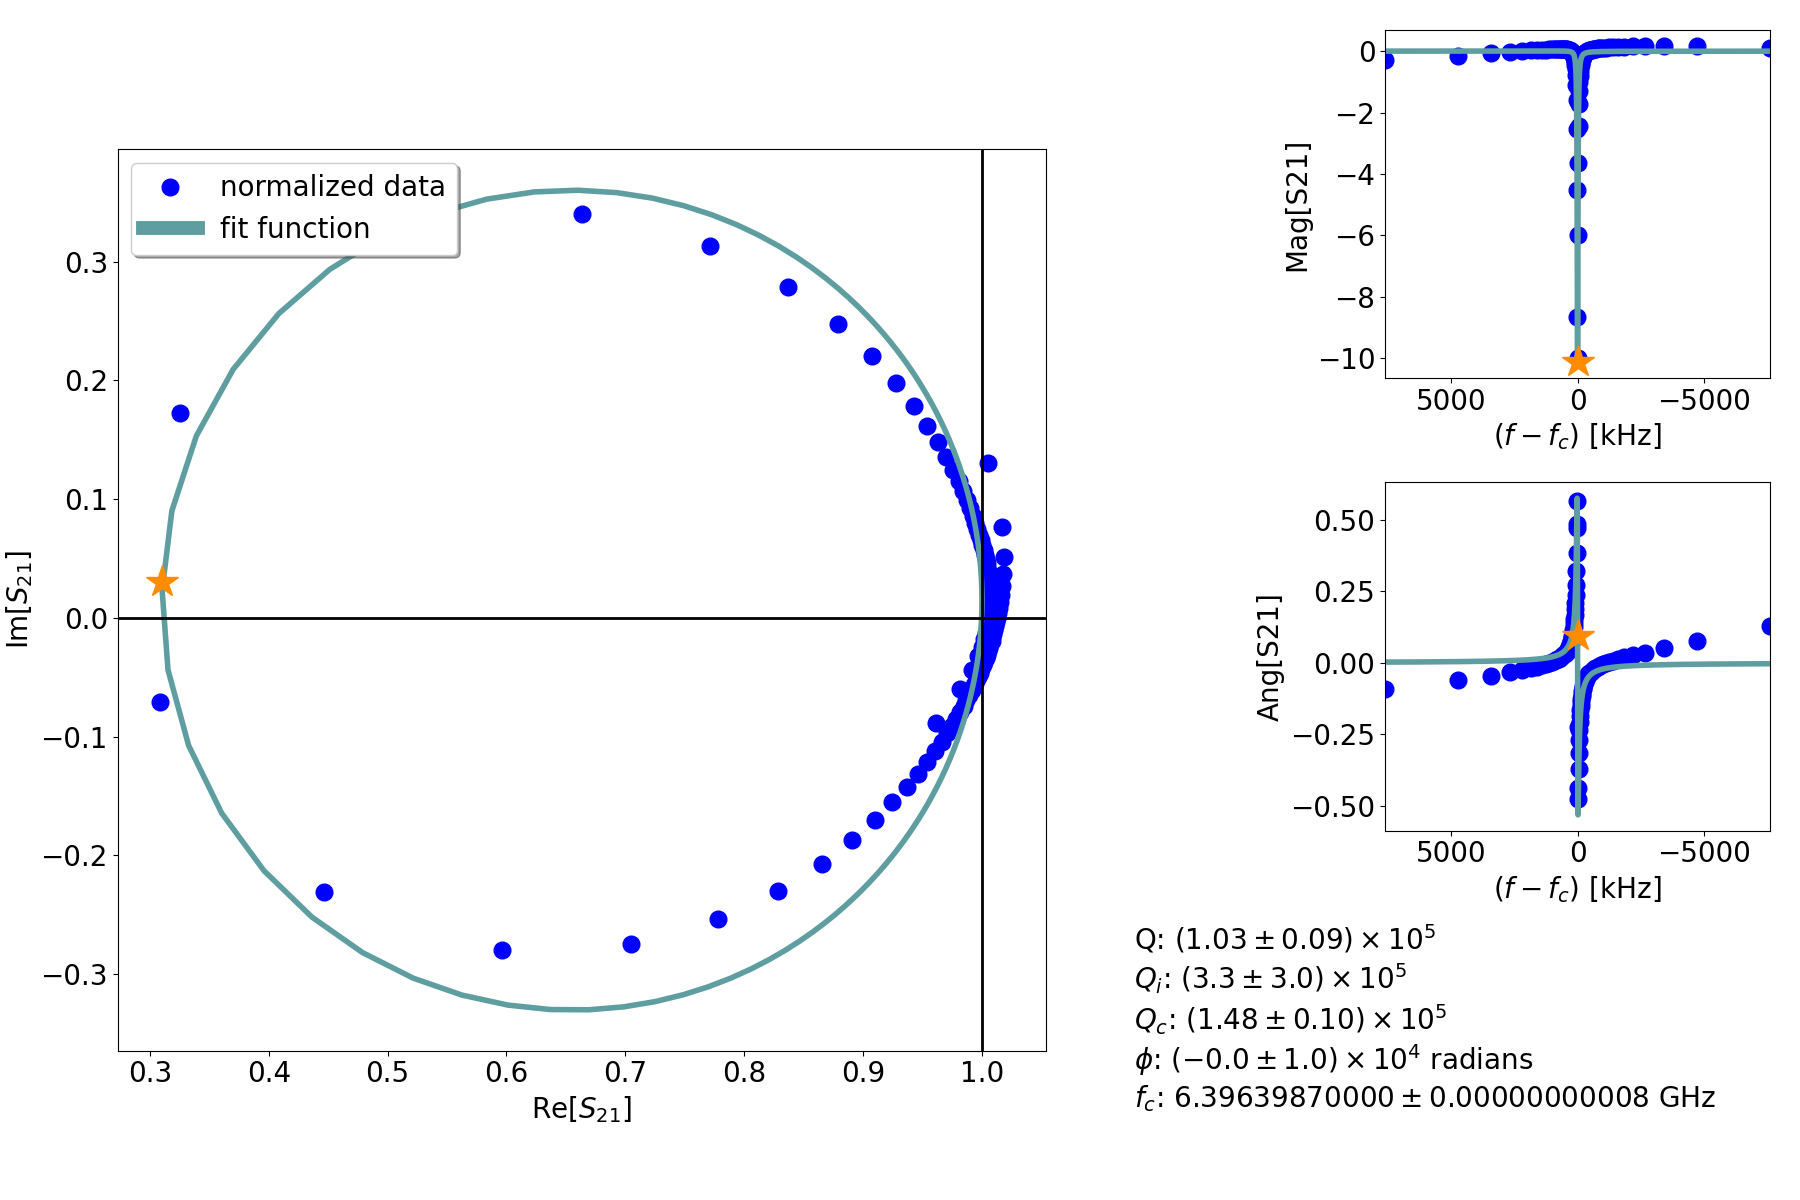 normalized data
fit function
0.3
0.2
0.1
0.0
−0.1
−0.2
−0.3
Im[S21]
0.3 0.4 0.5 0.6 0.7 0.8 0.9 1.0
Re[S21]
0
−2
−4
−6
−8
−10
Mag[S21]
5000 0 −5000
(f − fc) [kHz]
0.50
0.25
0.00
−0.25
−0.50
Ang[S21]
5000 0 −5000
(f − fc) [kHz]
Q: (1.03 ± 0.09) × 10^5
Qi: (3.3 ± 3.0) × 10^5
Qc: (1.48 ± 0.10) × 10^5
ϕ: (−0.0 ± 1.0) × 10^4 radians
fc: 6.39639870000 ± 0.00000000008 GHz